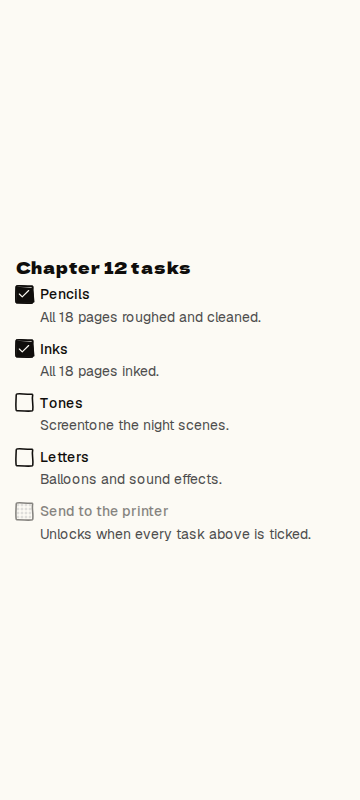 Chapter 12 tasks
Pencils
All 18 pages roughed and cleaned.
Inks
All 18 pages inked.
Tones
Screentone the night scenes.
Letters
Balloons and sound effects.
Send to the printer
Unlocks when every task above is ticked.